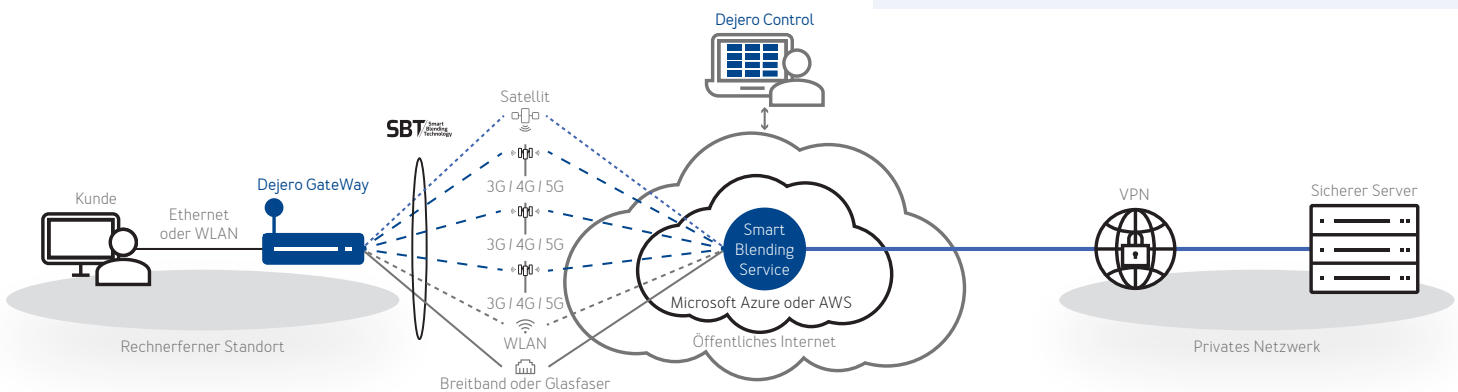 Dejero Control
Satellit
SBT Smart
Blending
Technology
3G / 4G / 5G
Dejero GateWay
Kunde
Ethernet
oder WLAN
3G / 4G / 5G
3G / 4G / 5G
WLAN
Breitband oder Glasfaser
Rechnerferner Standort
Smart
Blending
Service
Microsoft Azure oder AWS
Öffentliches Internet
VPN
Sicherer Server
Privates Netzwerk